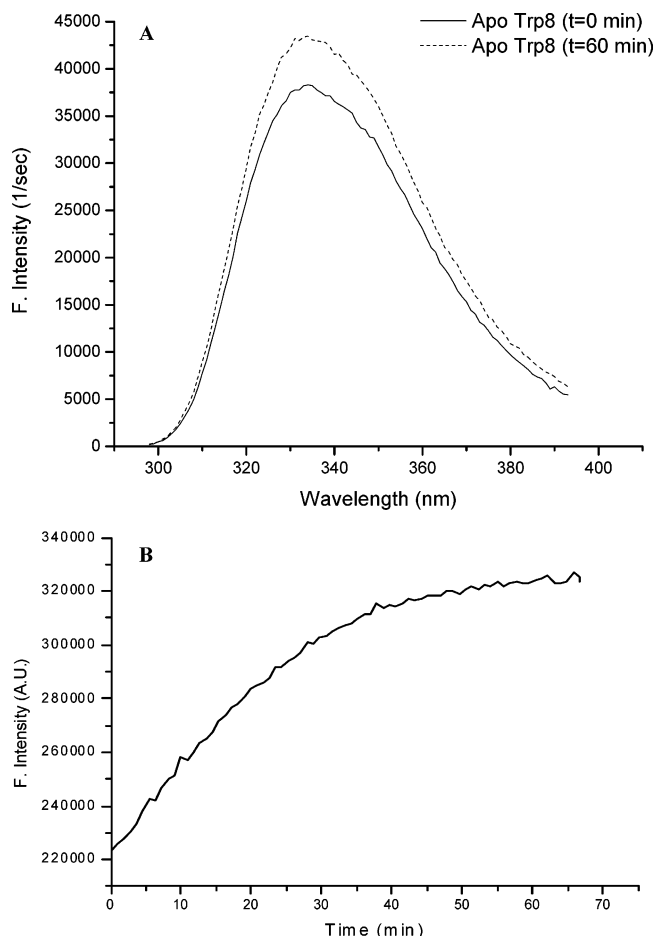 A
Apo Trp8 (t=0 min)
Apo Trp8 (t=60 min)
45000
40000
35000
30000
25000
20000
15000
10000
5000
0
F. Intensity (1/sec)
300 320 340 360 380 400
Wavelength (nm)
B
340000
320000
300000
280000
260000
240000
220000
F. Intensity (A.U.)
0 10 20 30 40 50 60 70
Time (min)